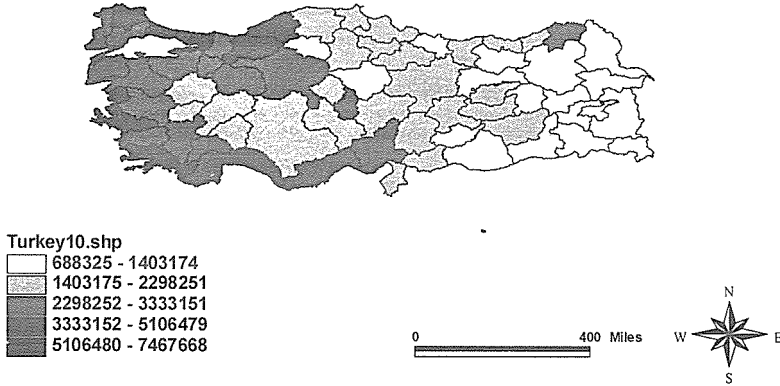 Turkey10.shp
688325 - 1403174
1403175 - 2298251
2298252 - 3333151
3333152 - 5106479
5106480 - 7467668
0 400 Miles
N
W E
S